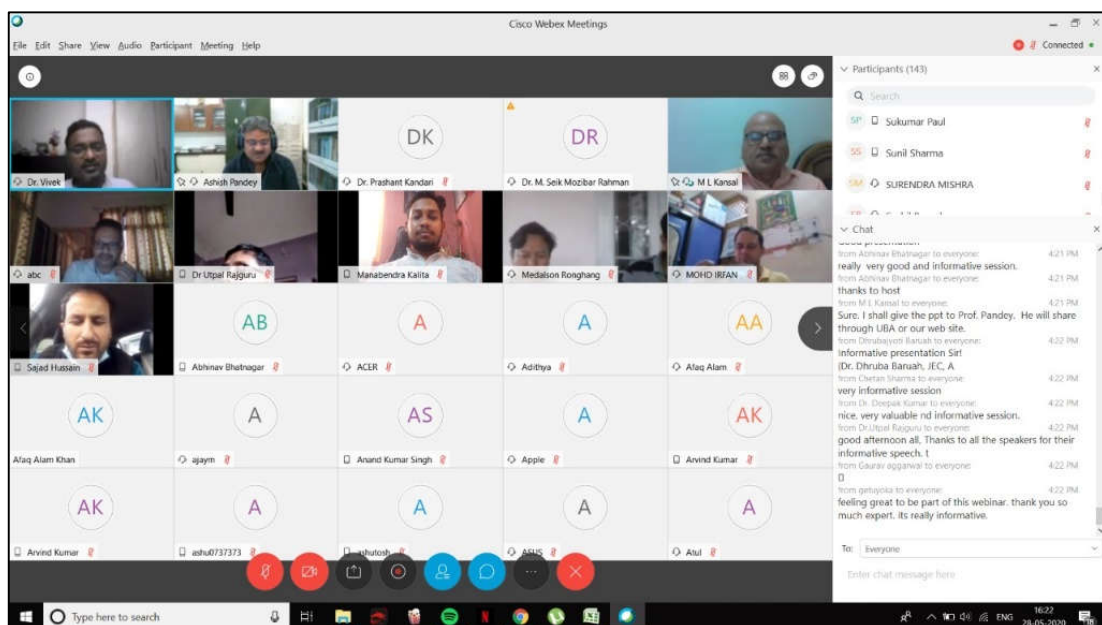 Cisco Webex Meetings
File Edit Share View Audio Participant Meeting Help
Connected
Participants (143)
Search
SP Sukumar Paul
SS Sunil Sharma
SM SURENDRA MISHRA
Dr. Vivek
Ashish Pandey
DK
Dr. Prashant Kandari
DR
Dr. M. Seik Mozibar Rahman
M L Kansal
abc
Dr Utpal Rajguru
Manabendra Kalita
Medalson Ronghang
MOHD IRFAN
Sajad Hussain
AB
Abhinav Bhatnagar
A
ACER
A
Adithya
AA
Afaq Alam
AK
Afaq Alam Khan
A
ajaym
AS
Anand Kumar Singh
A
Apple
AK
Arvind Kumar
AK
Arvind Kumar
A
ashu0737373
A
ashutosh
A
ASUS
A
Atul
Chat
Good presentation
from Abhinav Bhatnagar to everyone: 4:21 PM
really very good and informative session.
from Abhinav Bhatnagar to everyone: 4:21 PM
thanks to host
from M L Kansal to everyone: 4:21 PM
Sure. I shall give the ppt to Prof. Pandey. He will share
through UBA or our web site.
from Dhrubajyoti Baruah to everyone: 4:22 PM
Informative presentation Sir!
(Dr. Dhruba Baruah, JEC, A
from Chetan Sharma to everyone: 4:22 PM
very informative session
from Dr. Deepak Kumar to everyone: 4:22 PM
nice. very valuable nd informative session.
from Dr.Utpal Rajguru to everyone: 4:22 PM
good afternoon all, Thanks to all the speakers for their
informative speech. t
from Gaurav aggarwal to everyone: 4:22 PM
from getuyoka to everyone: 4:22 PM
feeling great to be part of this webinar. thank you so
much expert. its really informative.
To: Everyone
Enter chat message here
Type here to search
ENG
16:22
28-05-2020